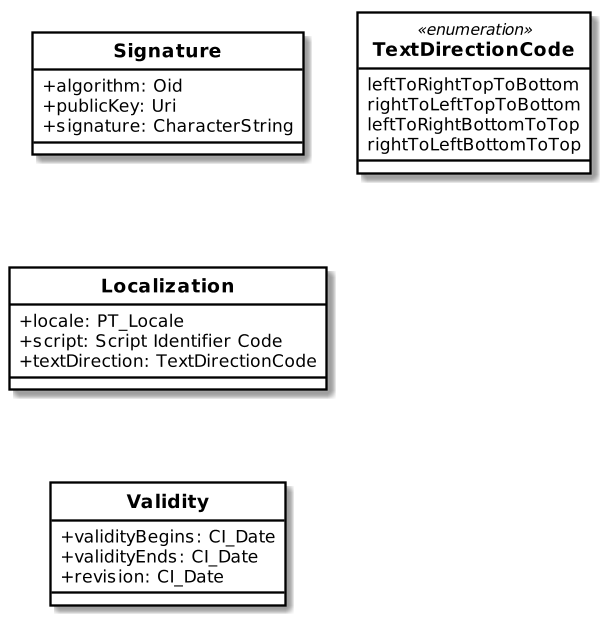 Signature
+algorithm: Oid
+publicKey: Uri
+signature: CharacterString
«enumeration»
TextDirectionCode
leftToRightTopToBottom
rightToLeftTopToBottom
leftToRightBottomToTop
rightToLeftBottomToTop
Localization
+locale: PT_Locale
+script: Script Identifier Code
+textDirection: TextDirectionCode
Validity
+validityBegins: CI_Date
+validityEnds: CI_Date
+revision: CI_Date